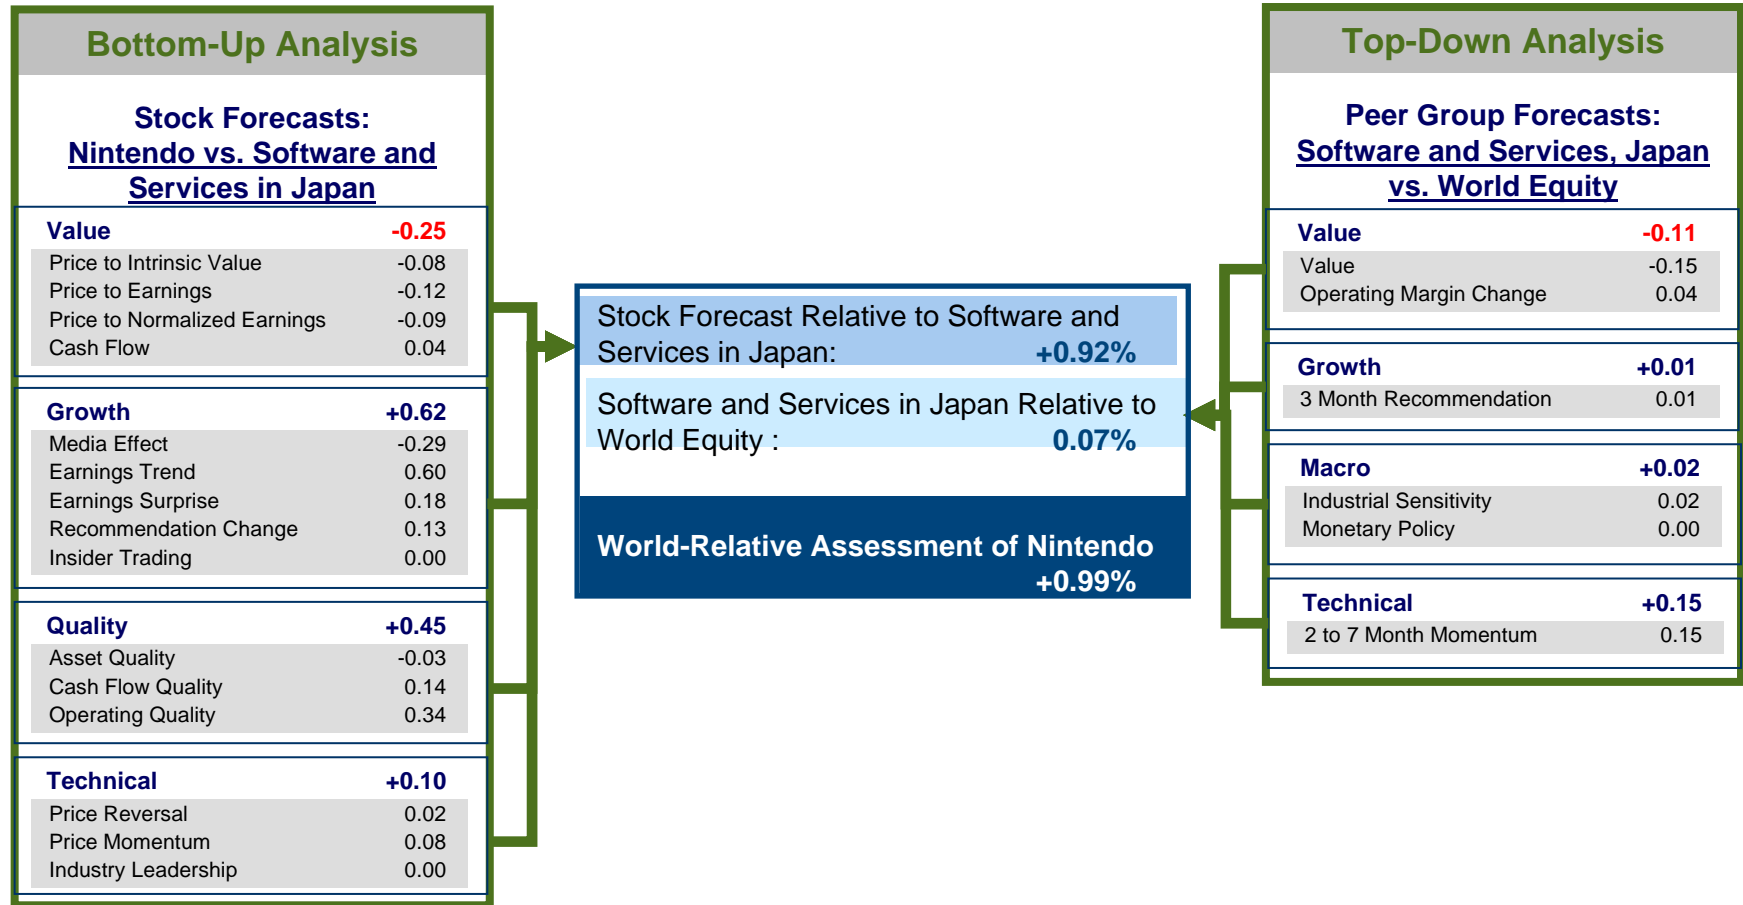 Bottom-Up Analysis
Stock Forecasts:
Nintendo vs. Software and
Services in Japan
Value -0.25
Price to Intrinsic Value -0.08
Price to Earnings -0.12
Price to Normalized Earnings -0.09
Cash Flow 0.04
Growth +0.62
Media Effect -0.29
Earnings Trend 0.60
Earnings Surprise 0.18
Recommendation Change 0.13
Insider Trading 0.00
Quality +0.45
Asset Quality -0.03
Cash Flow Quality 0.14
Operating Quality 0.34
Technical +0.10
Price Reversal 0.02
Price Momentum 0.08
Industry Leadership 0.00
Stock Forecast Relative to Software and
Services in Japan: +0.92%
Software and Services in Japan Relative to
World Equity : 0.07%
World-Relative Assessment of Nintendo
+0.99%
Top-Down Analysis
Peer Group Forecasts:
Software and Services, Japan
vs. World Equity
Value -0.11
Value -0.15
Operating Margin Change 0.04
Growth +0.01
3 Month Recommendation 0.01
Macro +0.02
Industrial Sensitivity 0.02
Monetary Policy 0.00
Technical +0.15
2 to 7 Month Momentum 0.15